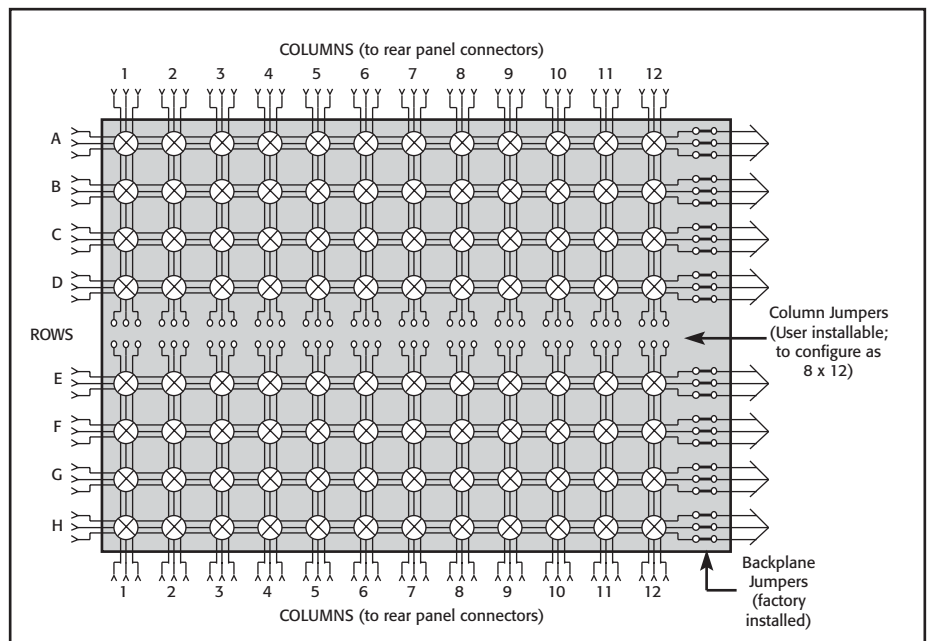 COLUMNS (to rear panel connectors)
1 2 3 4 5 6 7 8 9 10 11 12
A
B
C
D
ROWS
Column Jumpers
(User installable;
to configure as
8 x 12)
E
F
G
H
1 2 3 4 5 6 7 8 9 10 11 12
COLUMNS (to rear panel connectors)
Backplane
Jumpers
(factory
installed)